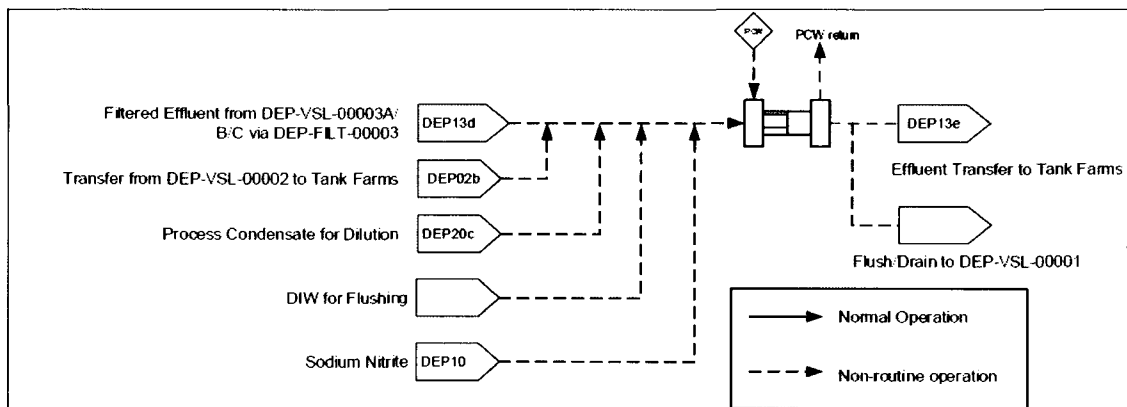 PCW
PCW return
Filtered Effluent from DEP-VSL-00003A/
B/C via DEP-FILT-00003
DEP13d
DEP13e
Effluent Transfer to Tank Farms
Transfer from DEP-VSL-00002 to Tank Farms
DEP02b
Process Condensate for Dilution
DEP20c
Flush/Drain to DEP-VSL-00001
DIW for Flushing
Normal Operation
Sodium Nitrite
DEP10
Non-routine operation